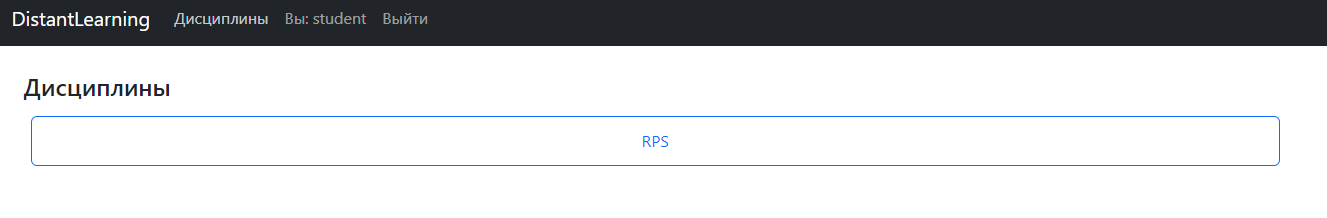 DistantLearning Дисциплины Вы: student Выйти
Дисциплины
RPS